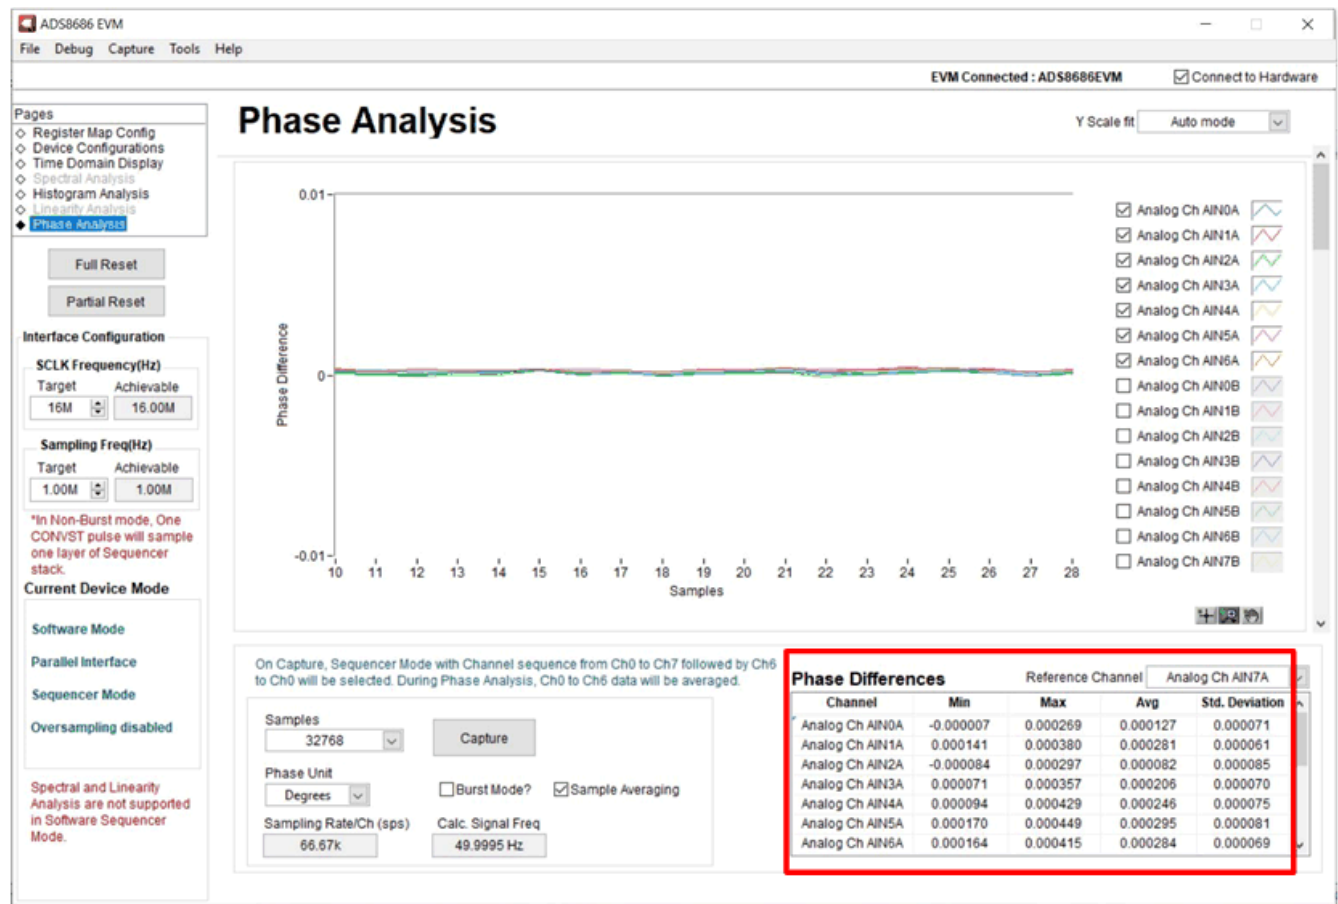 ADS8686 EVM
File Debug Capture Tools Help
EVM Connected : ADS8686EVM Connect to Hardware
Pages
Register Map Config
Device Configurations
Time Domain Display
Spectral Analysis
Histogram Analysis
Linearity Analysis
Phase Analysis
Full Reset
Partial Reset
Interface Configuration
SCLK Frequency(Hz)
Target Achievable
16M 16.00M
Sampling Freq(Hz)
Target Achievable
1.00M 1.00M
*In Non-Burst mode, One
CONVST pulse will sample
one layer of Sequencer
stack.
Current Device Mode
Software Mode
Parallel Interface
Sequencer Mode
Oversampling disabled
Spectral and Linearity
Analysis are not supported
in Software Sequencer
Mode.
Phase Analysis
Y Scale fit Auto mode
0.01
0
-0.01
Phase Difference
10 11 12 13 14 15 16 17 18 19 20 21 22 23 24 25 26 27 28
Samples
Analog Ch AIN0A
Analog Ch AIN1A
Analog Ch AIN2A
Analog Ch AIN3A
Analog Ch AIN4A
Analog Ch AIN5A
Analog Ch AIN6A
Analog Ch AIN0B
Analog Ch AIN1B
Analog Ch AIN2B
Analog Ch AIN3B
Analog Ch AIN4B
Analog Ch AIN5B
Analog Ch AIN6B
Analog Ch AIN7B
On Capture, Sequencer Mode with Channel sequence from Ch0 to Ch7 followed by Ch6
to Ch0 will be selected. During Phase Analysis, Ch0 to Ch6 data will be averaged.
Samples
32768
Capture
Phase Unit
Degrees
Burst Mode? Sample Averaging
Sampling Rate/Ch (sps) Calc. Signal Freq
66.67k 49.9995 Hz
Phase Differences Reference Channel Analog Ch AIN7A
Channel Min Max Avg Std. Deviation
Analog Ch AIN0A -0.000007 0.000269 0.000127 0.000071
Analog Ch AIN1A 0.000141 0.000380 0.000281 0.000061
Analog Ch AIN2A -0.000084 0.000297 0.000082 0.000085
Analog Ch AIN3A 0.000071 0.000357 0.000206 0.000070
Analog Ch AIN4A 0.000094 0.000429 0.000246 0.000075
Analog Ch AIN5A 0.000170 0.000449 0.000295 0.000081
Analog Ch AIN6A 0.000164 0.000415 0.000284 0.000069